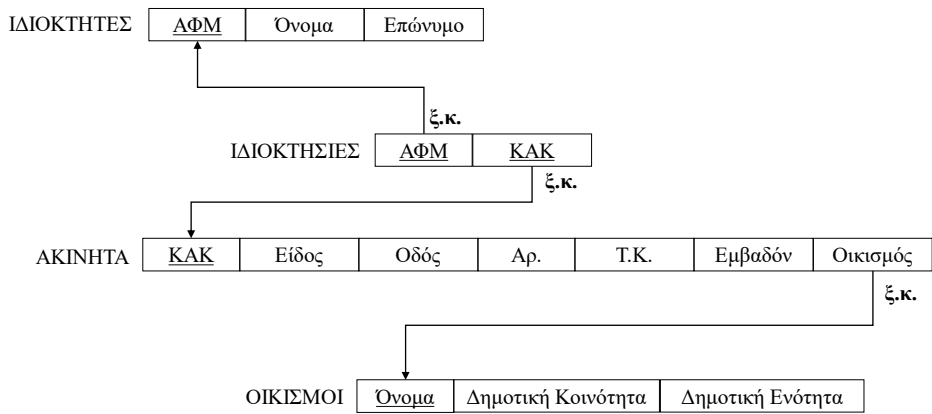 ΙΔΙΟΚΤΗΤΕΣ ΑΦΜ Όνομα Επώνυμο
ξ.κ.
ΙΔΙΟΚΤΗΣΙΕΣ ΑΦΜ ΚΑΚ
ξ.κ.
ΑΚΙΝΗΤΑ ΚΑΚ Είδος Οδός Αρ. Τ.Κ. Εμβαδόν Οικισμός
ξ.κ.
ΟΙΚΙΣΜΟΙ Όνομα Δημοτική Κοινότητα Δημοτική Ενότητα